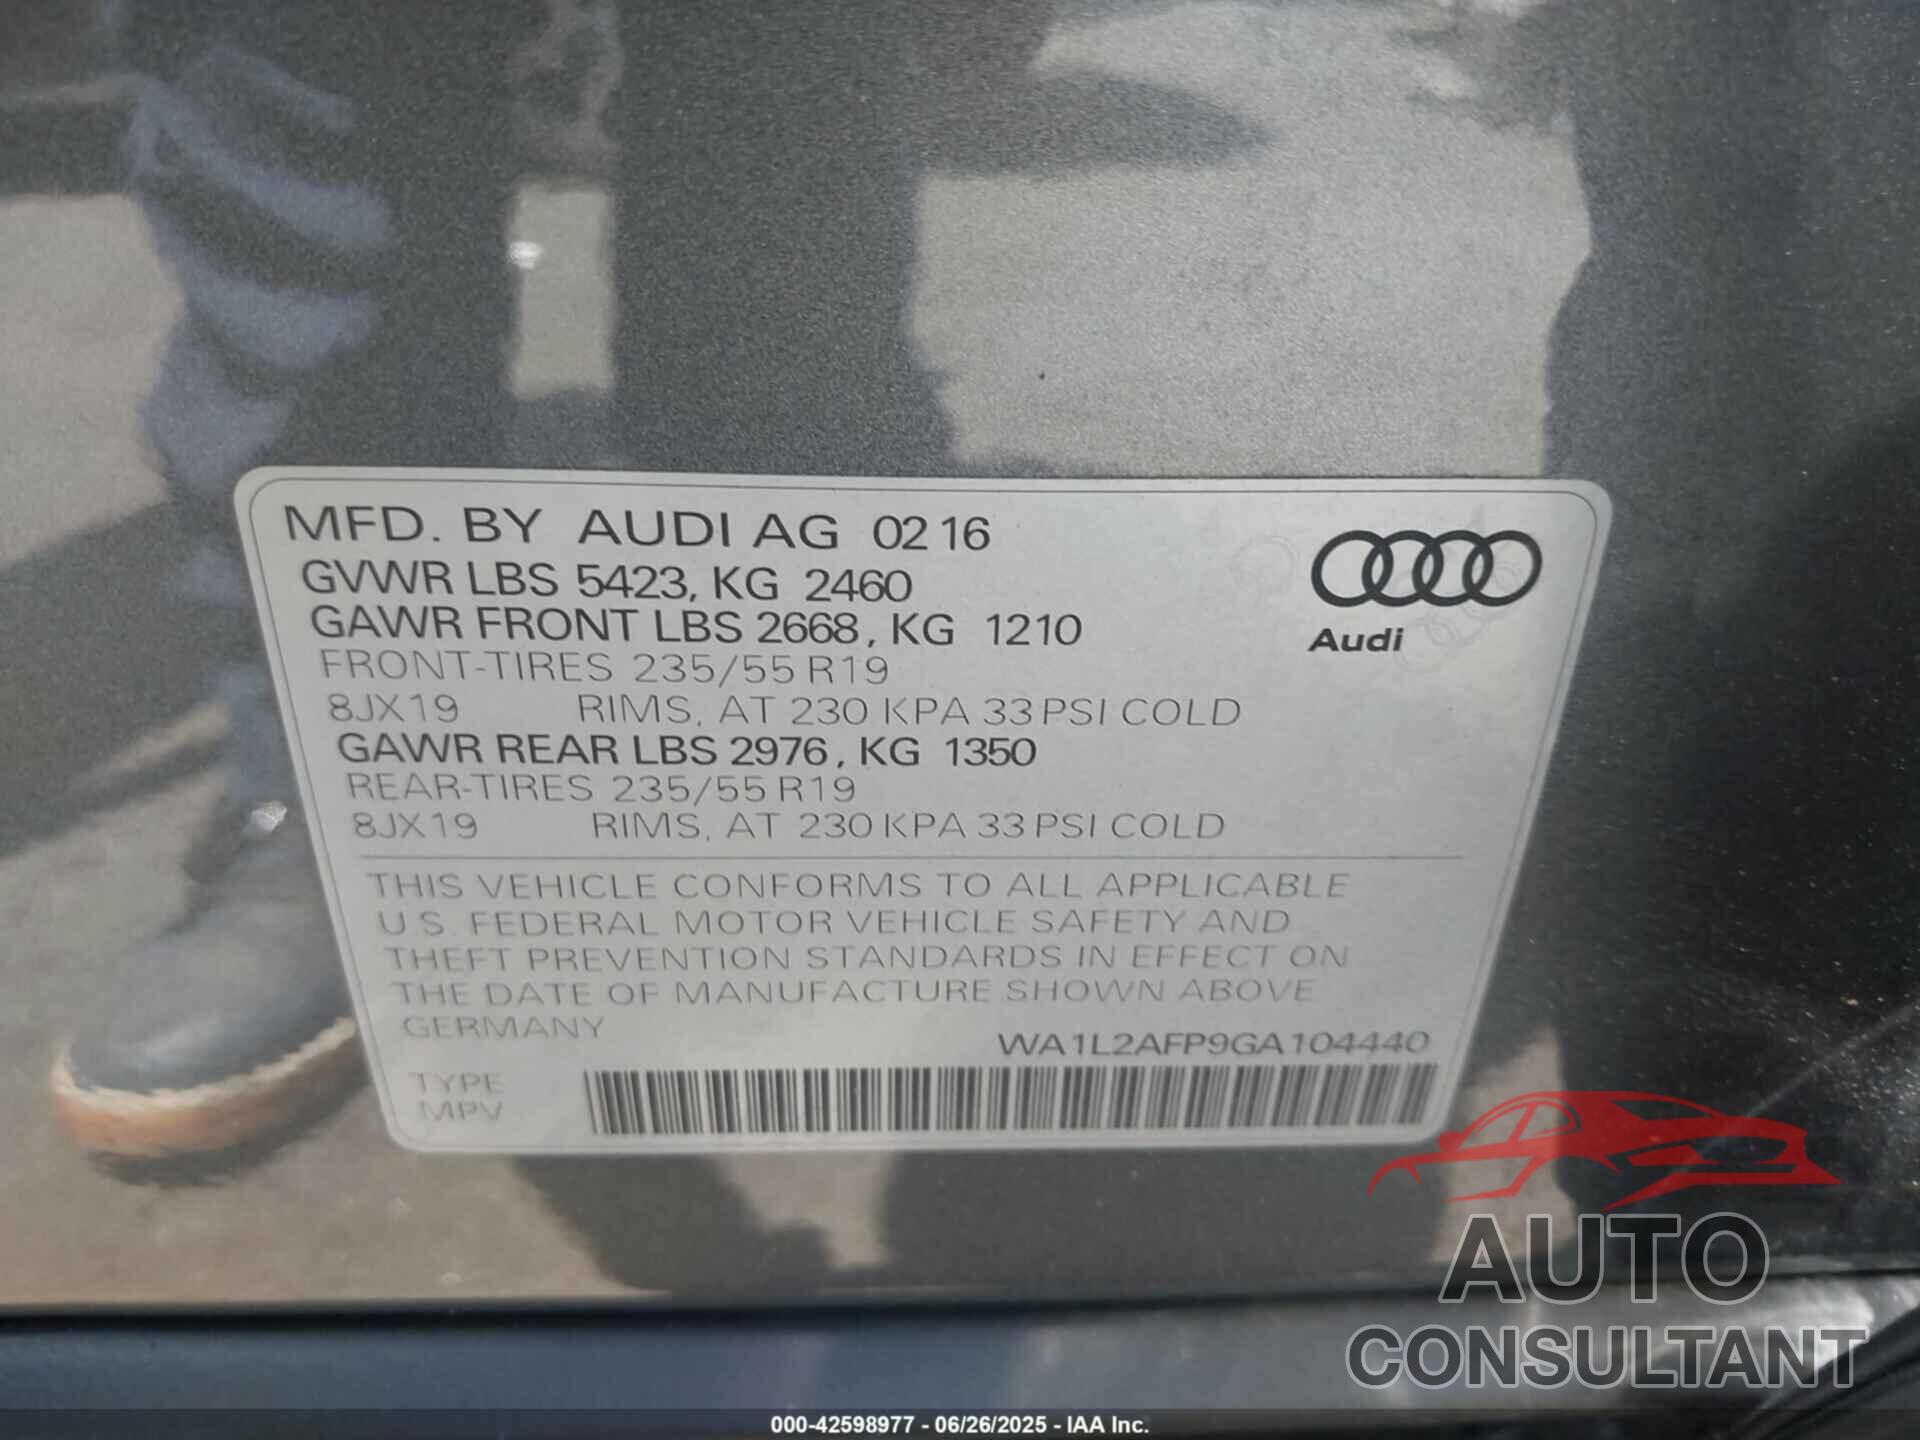 MFD. BY AUDI AG 02 16
GVWR LBS 5423, KG 2460
GAWR FRONT LBS 2668, KG 1210
FRONT-TIRES 235/55 R19
8JX19 RIMS, AT 230 KPA 33 PSI COLD
GAWR REAR LBS 2976, KG 1350
REAR-TIRES 235/55 R19
8JX19 RIMS, AT 230 KPA 33 PSI COLD
Audi
THIS VEHICLE CONFORMS TO ALL APPLICABLE
U.S. FEDERAL MOTOR VEHICLE SAFETY AND
THEFT PREVENTION STANDARDS IN EFFECT ON
THE DATE OF MANUFACTURE SHOWN ABOVE
GERMANY
WA1L2AFP9GA104440
TYPE
MPV
AUTO
CONSULTANT
000-42598977 - 06/26/2025 - IAA Inc.